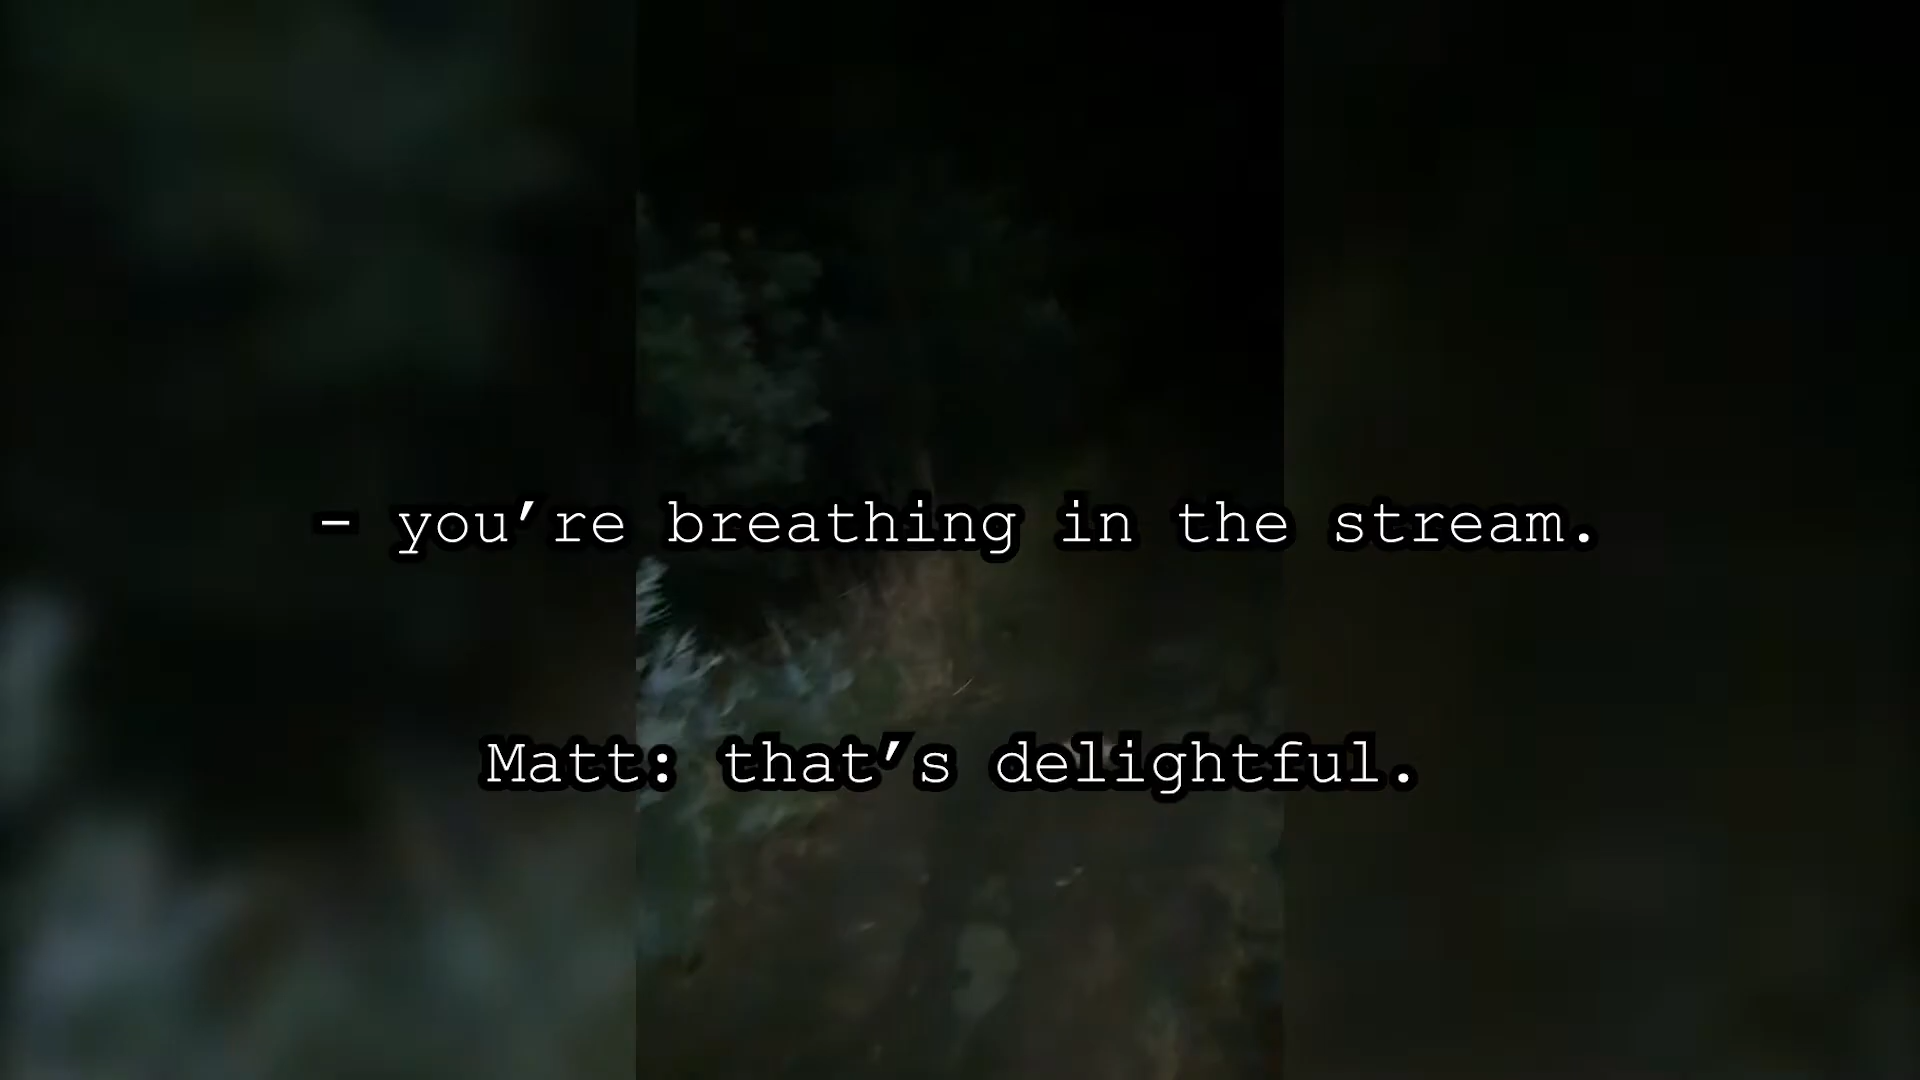 - you’re breathing in the stream.
Matt: that’s delightful.